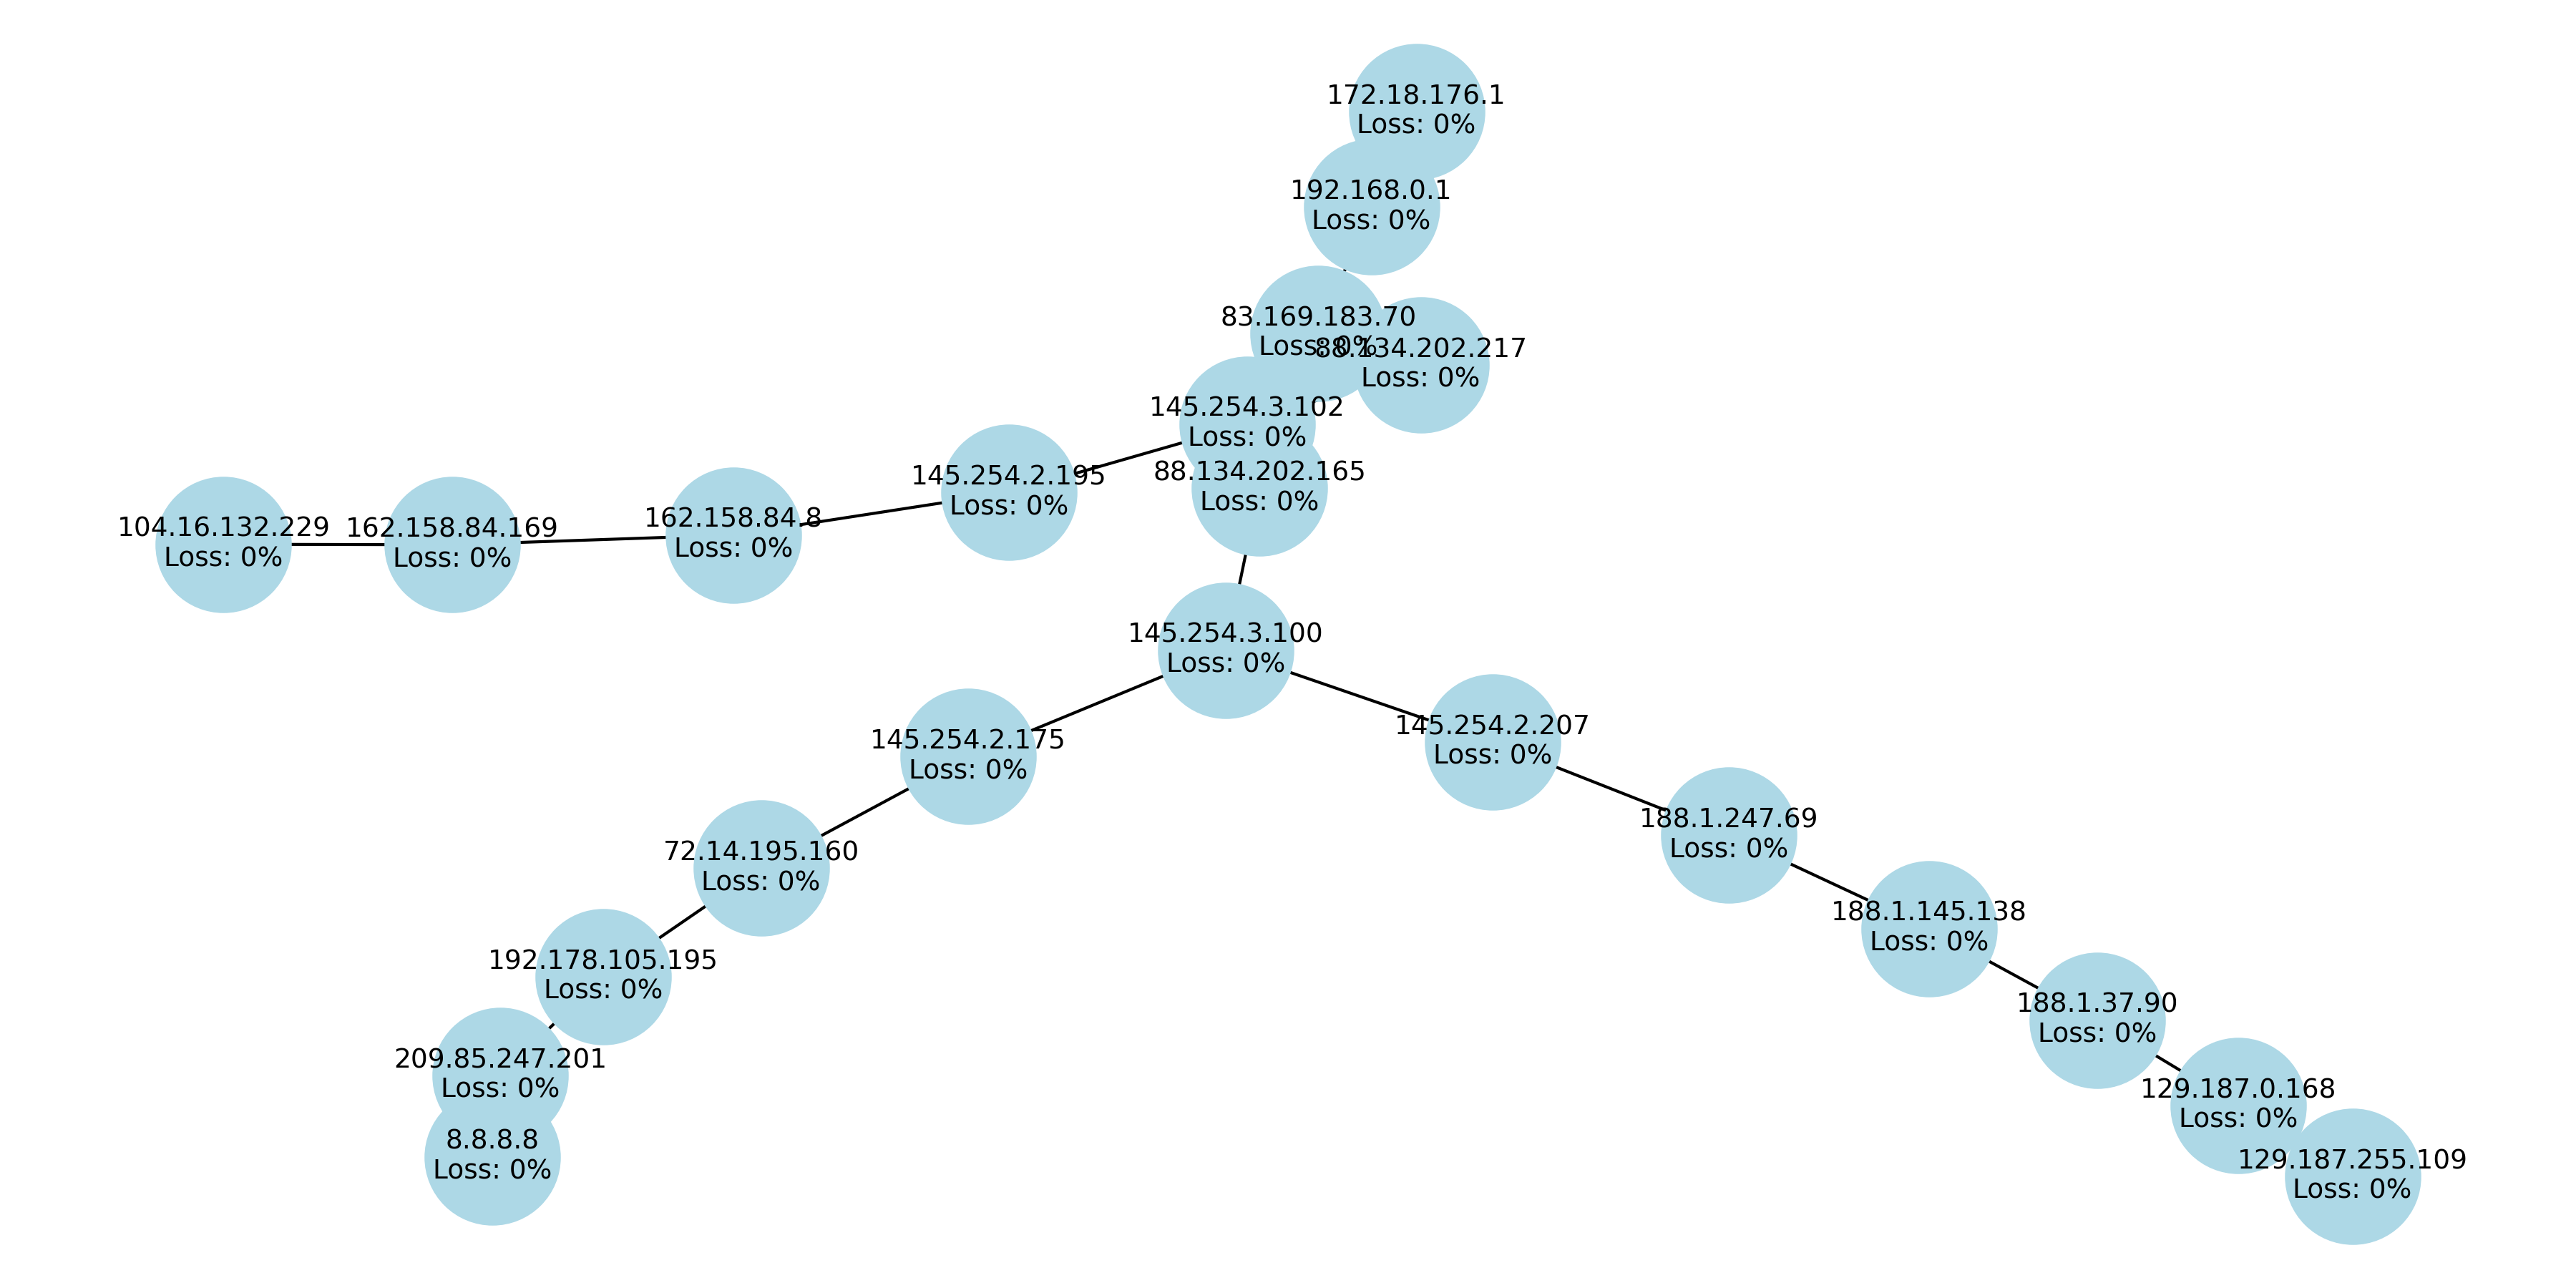 172.18.176.1
Loss: 0%
192.168.0.1
Loss: 0%
83.169.183.70
Loss: 0%
88.134.202.217
Loss: 0%
145.254.3.102
Loss: 0%
88.134.202.165
Loss: 0%
145.254.2.195
Loss: 0%
162.158.84.8
Loss: 0%
162.158.84.169
Loss: 0%
104.16.132.229
Loss: 0%
145.254.3.100
Loss: 0%
145.254.2.175
Loss: 0%
72.14.195.160
Loss: 0%
192.178.105.195
Loss: 0%
209.85.247.201
Loss: 0%
8.8.8.8
Loss: 0%
145.254.2.207
Loss: 0%
188.1.247.69
Loss: 0%
188.1.145.138
Loss: 0%
188.1.37.90
Loss: 0%
129.187.0.168
Loss: 0%
129.187.255.109
Loss: 0%